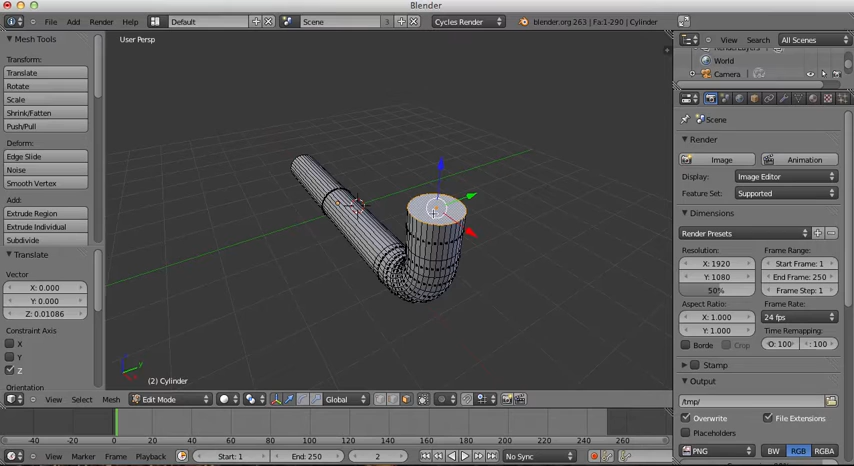 Blender
File Add Render Help Default Scene 3 Cycles Render blender.org 263 | Fa:1-290 | Cylinder
Mesh Tools
Transform:
Translate
Rotate
Scale
Shrink/Fatten
Push/Pull
Deform:
Edge Slide
Noise
Smooth Vertex
Add:
Extrude Region
Extrude Individual
Subdivide
Translate
Vector
X: 0.000
Y: 0.000
Z: 0.01086
Constraint Axis
X
Y
Z
Orientation
User Persp
(2) Cylinder
View Select Mesh Edit Mode Global
-40 -20 0 20 40 60 80 100 120 140 160 180 200 220 240 260
View Marker Frame Playback Start: 1 End: 250 2 No Sync
View Search All Scenes
RenderLayers
World
Camera
Scene
Render
Image Animation
Display: Image Editor
Feature Set: Supported
Dimensions
Render Presets
Resolution: Frame Range:
X: 1920 Start Frame: 1
Y: 1080 End Frame: 250
50% Frame Step: 1
Aspect Ratio: Frame Rate:
X: 1.000 24 fps
Y: 1.000 Time Remapping:
Borde Crop O: 100 : 100
Stamp
Output
/tmp/
Overwrite File Extensions
Placeholders
PNG BW RGB RGBA